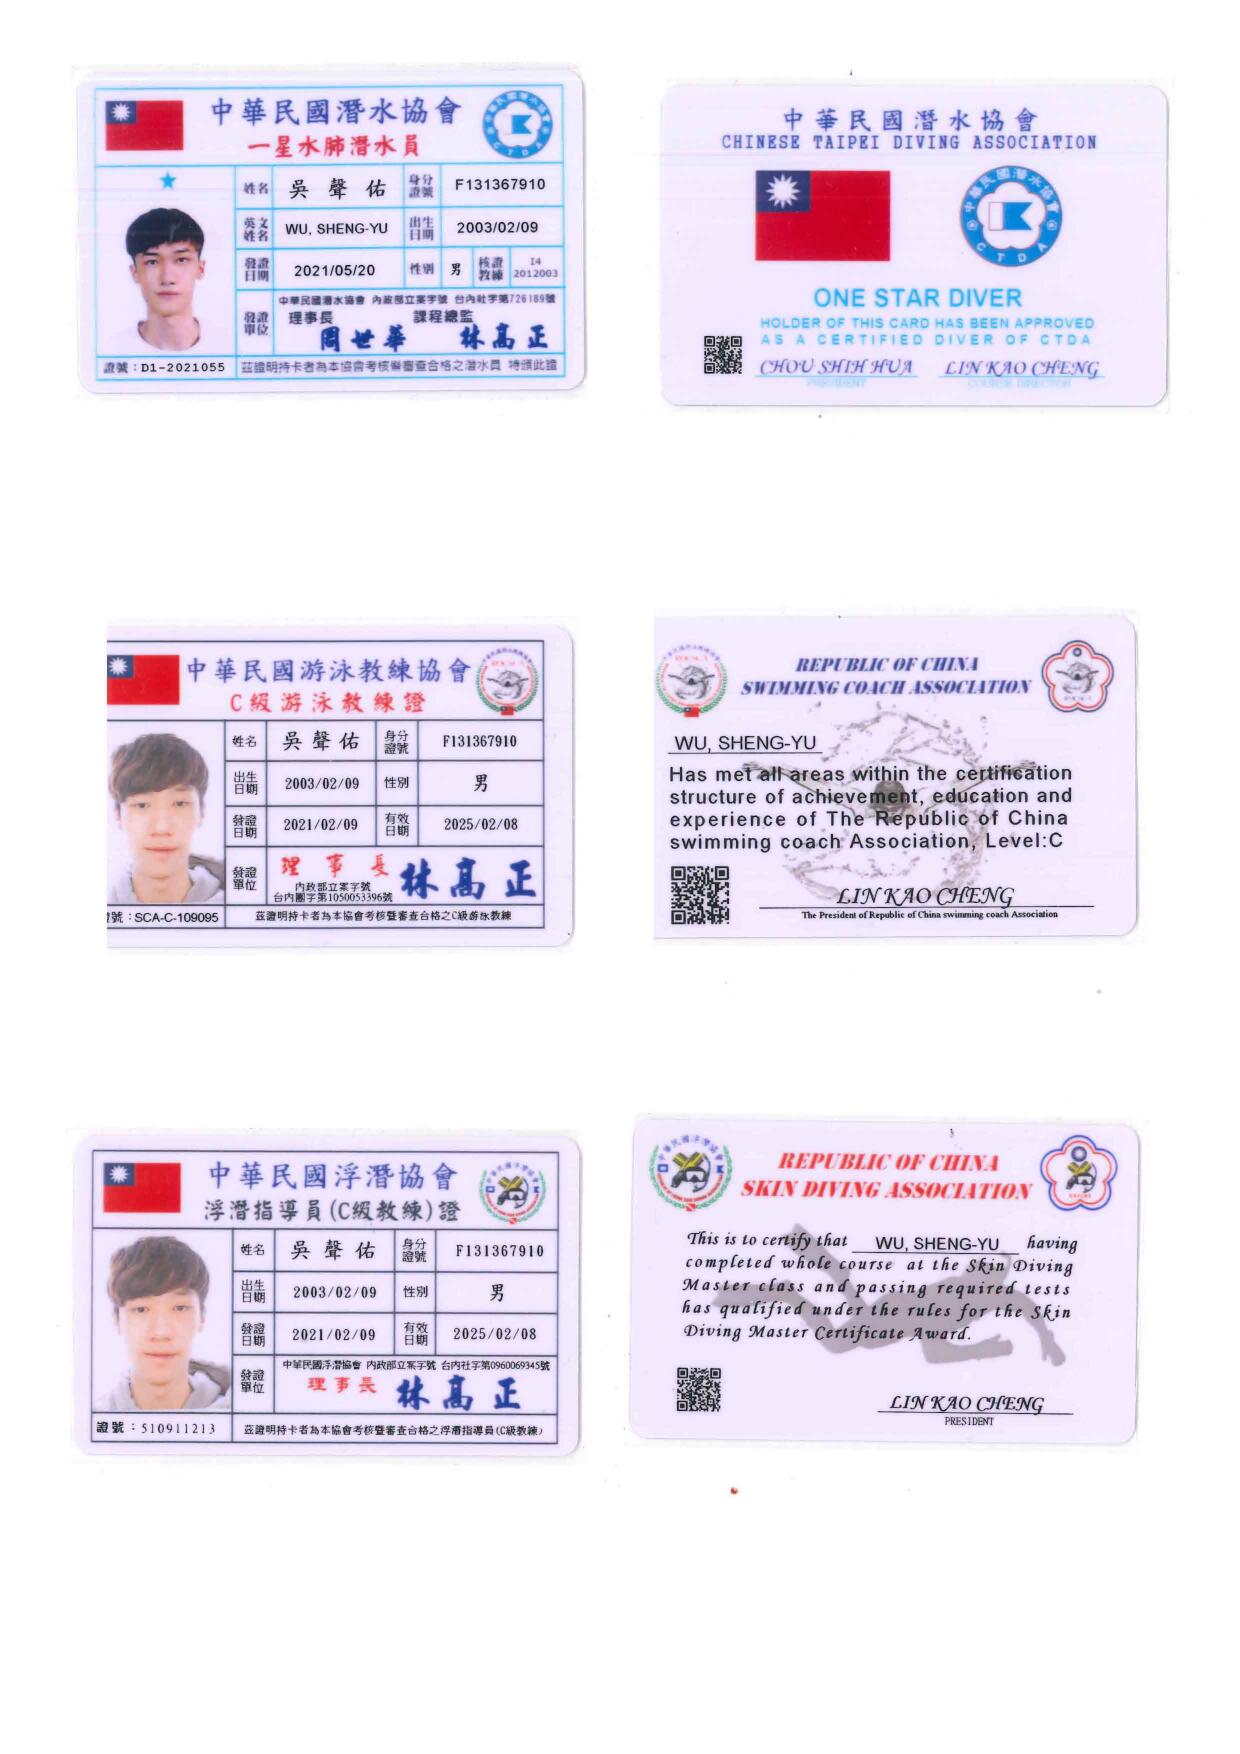 中華民國潛水協會
一星水肺潛水員
姓名 吳聲佑 身分證號 F131367910
英文姓名 WU, SHENG-YU 出生日期 2003/02/09
發證日期 2021/05/20 性別 男 核證教練 I4 2012003
中華民國潛水協會 內政部立案字號 台內社字第726189號
發證單位 理事長 課程總監
周世華 林高正
證號：D1-2021055 茲證明持卡者為本協會考核暨審查合格之潛水員 特頒此證
中華民國潛水協會
CHINESE TAIPEI DIVING ASSOCIATION
中華民國潛水協會
CTDA
ONE STAR DIVER
HOLDER OF THIS CARD HAS BEEN APPROVED
AS A CERTIFIED DIVER OF CTDA
CHOU SHIH HUA LIN KAO CHENG
PRESIDENT COURSE DIRECTOR
中華民國游泳教練協會
C級游泳教練證
姓名 吳聲佑 身分證號 F131367910
出生日期 2003/02/09 性別 男
發證日期 2021/02/09 有效日期 2025/02/08
發證單位 理事長 林高正
內政部立案字號
台內團字第1050053396號
號：SCA-C-109095 茲證明持卡者為本協會考核暨審查合格之C級游泳教練
REPUBLIC OF CHINA
SWIMMING COACH ASSOCIATION
WU, SHENG-YU
Has met all areas within the certification
structure of achievement, education and
experience of The Republic of China
swimming coach Association, Level:C
LIN KAO CHENG
The President of Republic of China swimming coach Association
中華民國浮潛協會
浮潛指導員(C級教練)證
姓名 吳聲佑 身分證號 F131367910
出生日期 2003/02/09 性別 男
發證日期 2021/02/09 有效日期 2025/02/08
中華民國浮潛協會 內政部立案字號 台內社字第0960069345號
發證單位 理事長 林高正
證號：510911213 茲證明持卡者為本協會考核暨審查合格之浮潛指導員(C級教練)
REPUBLIC OF CHINA
SKIN DIVING ASSOCIATION
This is to certify that WU, SHENG-YU having
completed whole course at the Skin Diving
Master class and passing required tests
has qualified under the rules for the Skin
Diving Master Certificate Award.
LIN KAO CHENG
PRESIDENT